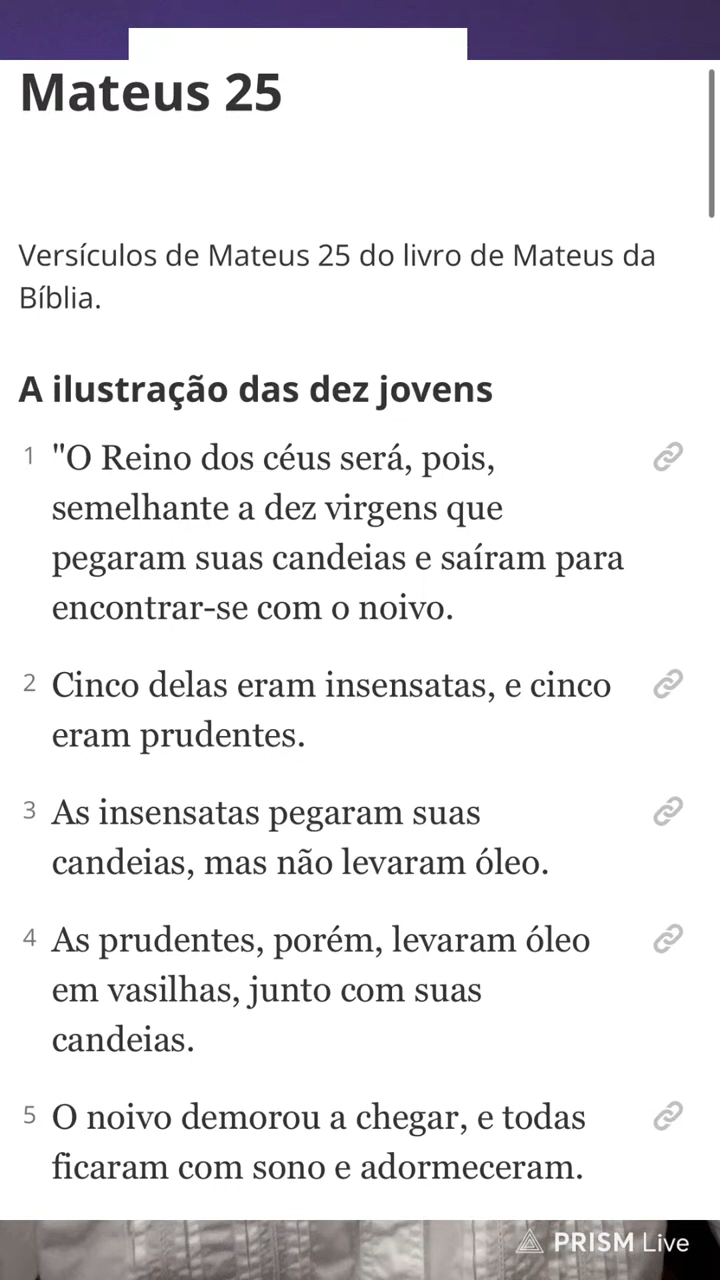 Mateus 25
Versículos de Mateus 25 do livro de Mateus da
Bíblia.
A ilustração das dez jovens
1 "O Reino dos céus será, pois,
semelhante a dez virgens que
pegaram suas candeias e saíram para
encontrar-se com o noivo.
2 Cinco delas eram insensatas, e cinco
eram prudentes.
3 As insensatas pegaram suas
candeias, mas não levaram óleo.
4 As prudentes, porém, levaram óleo
em vasilhas, junto com suas
candeias.
5 O noivo demorou a chegar, e todas
ficaram com sono e adormeceram.
PRISM Live